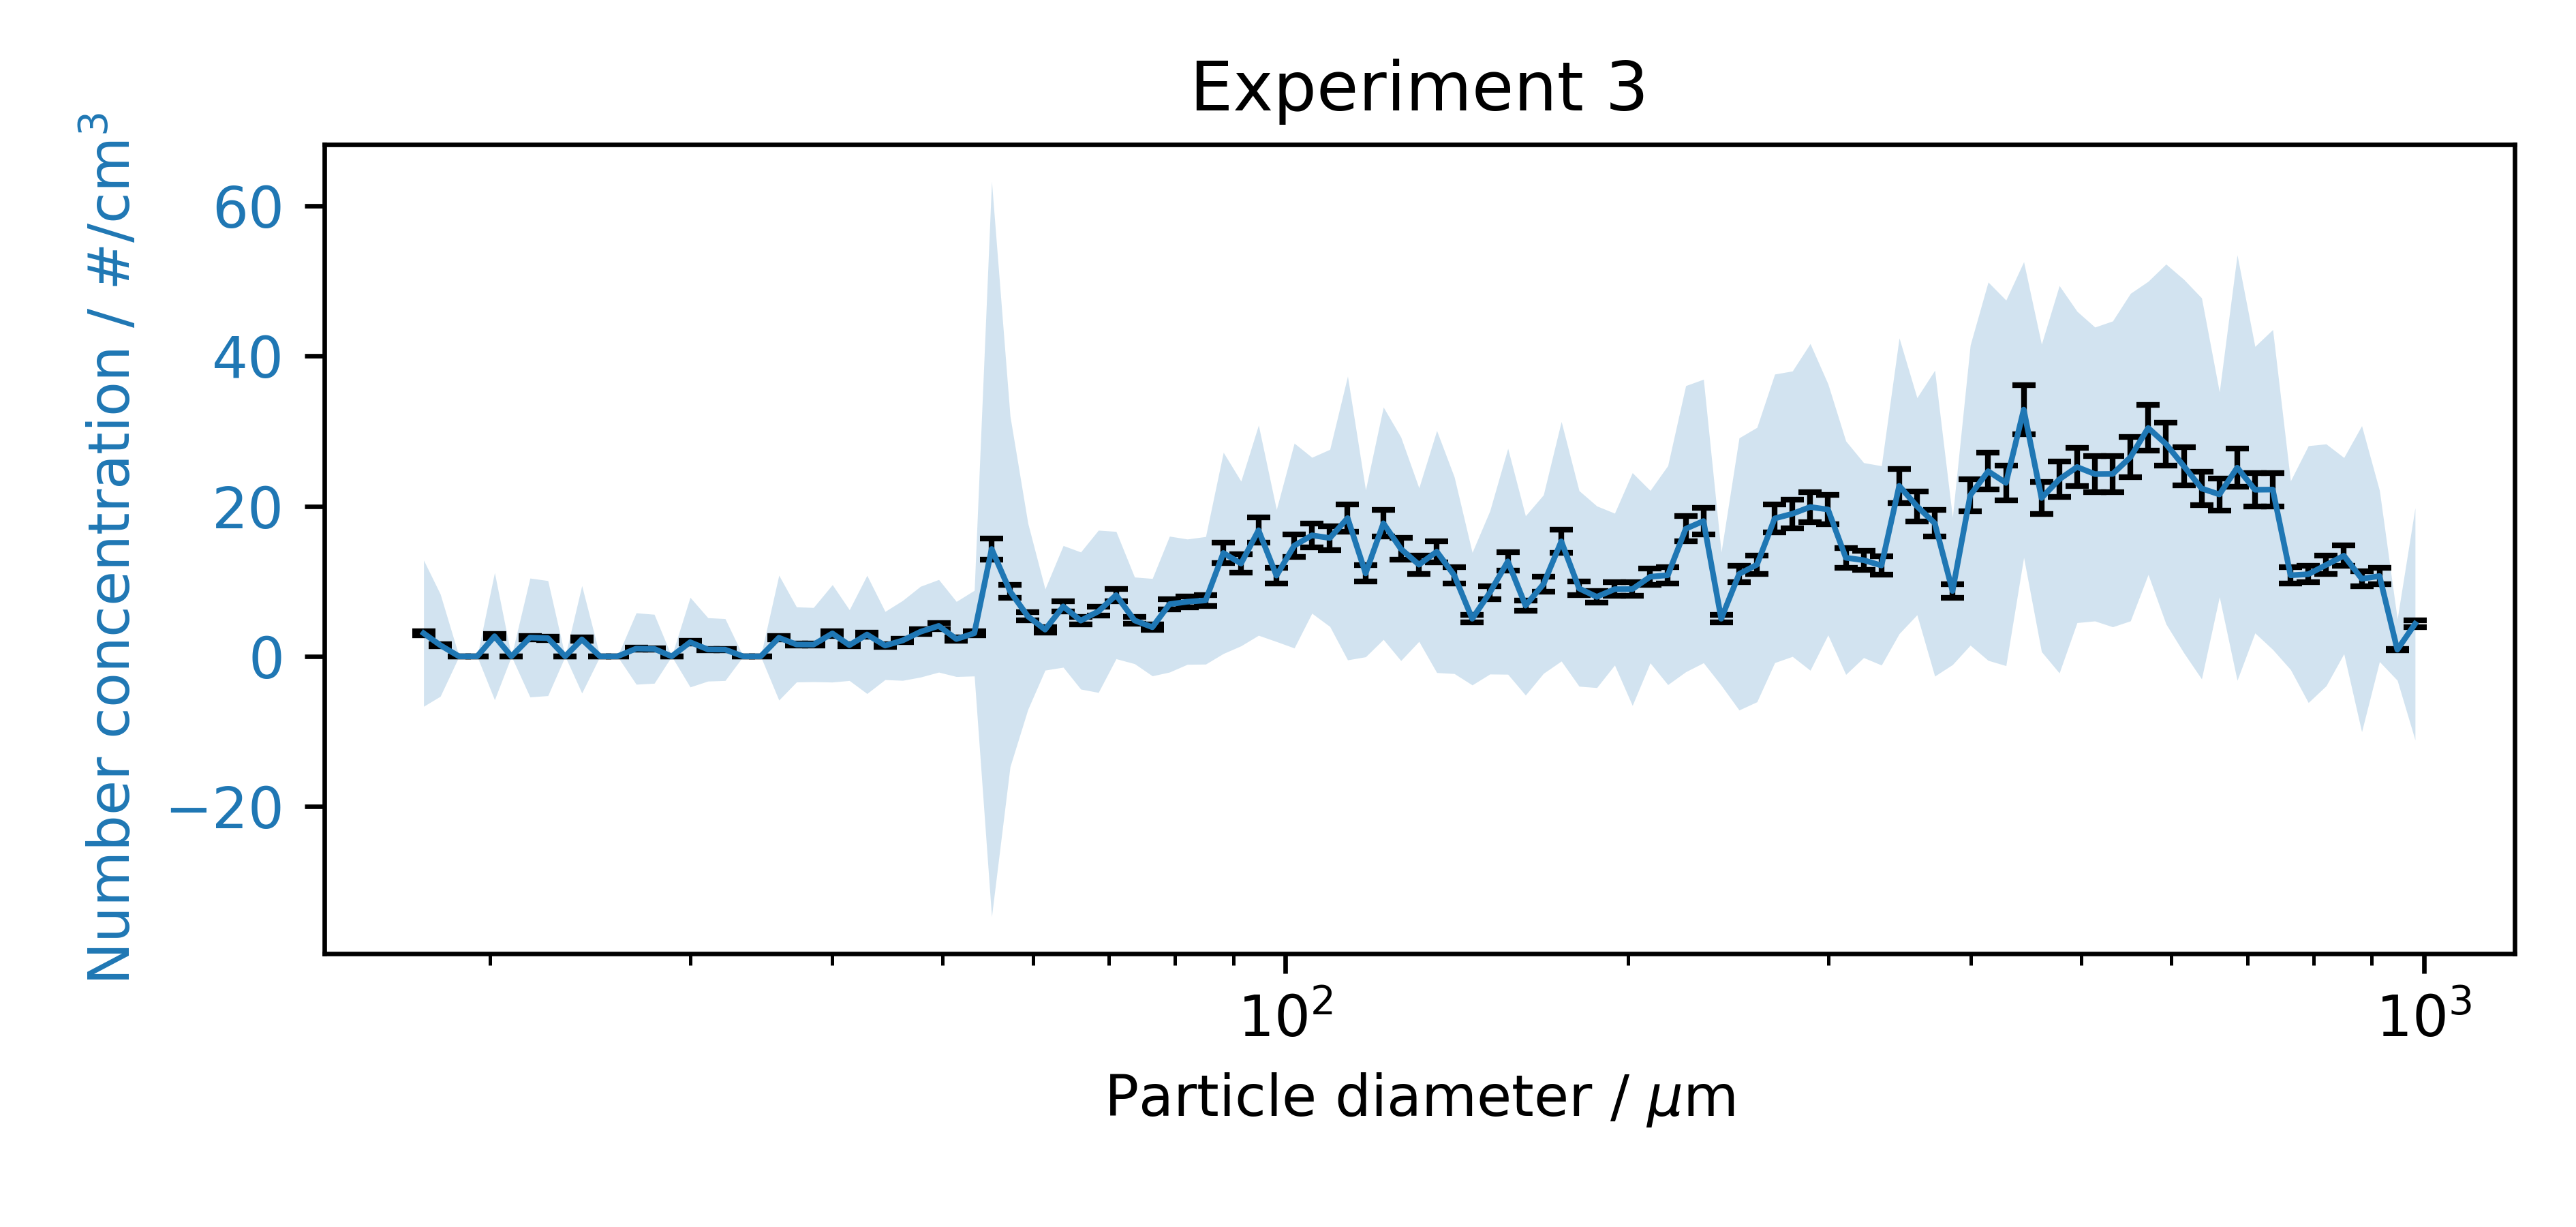 Experiment 3
Number concentration / #/cm³
60
40
20
0
−20
10²
10³
Particle diameter / μm